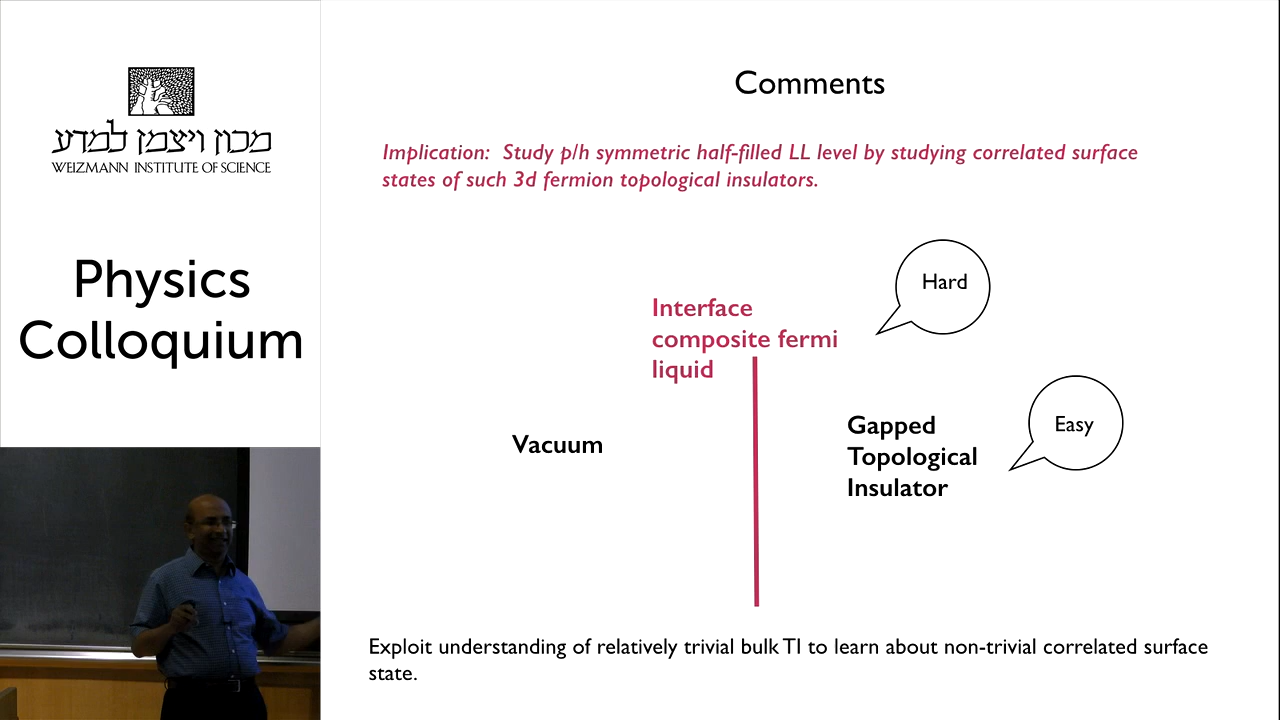 מכון ויצמן למדע
WEIZMANN INSTITUTE OF SCIENCE
Physics
Colloquium
Comments
Implication: Study p/h symmetric half-filled LL level by studying correlated surface
states of such 3d fermion topological insulators.
Hard
Interface
composite fermi
liquid
Easy
Gapped
Topological
Insulator
Vacuum
Exploit understanding of relatively trivial bulk TI to learn about non-trivial correlated surface
state.